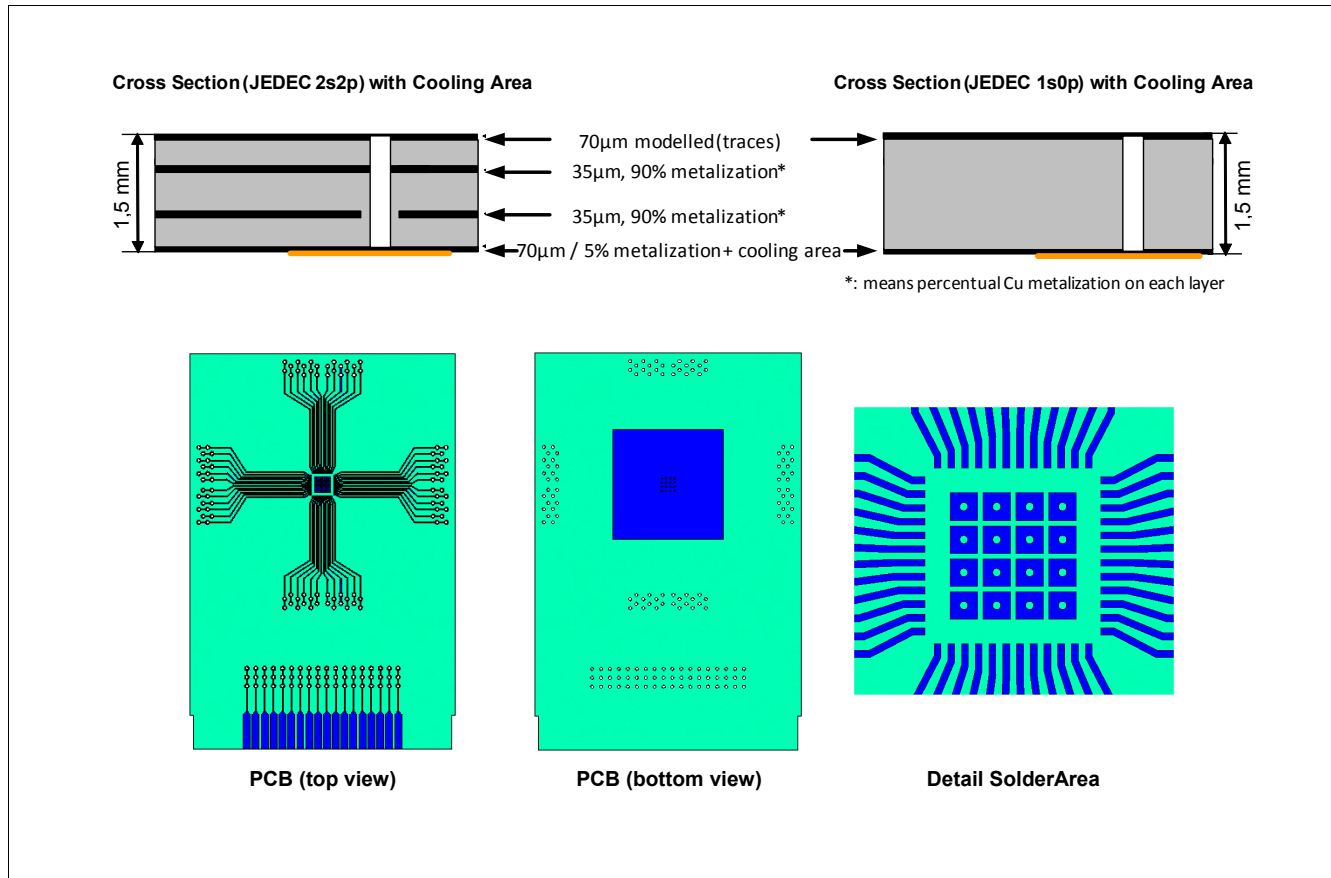 Cross Section (JEDEC 2s2p) with Cooling Area
Cross Section (JEDEC 1s0p) with Cooling Area
1,5 mm
70µm modelled (traces)
35µm, 90% metalization*
35µm, 90% metalization*
70µm / 5% metalization + cooling area
1,5 mm
*: means percentual Cu metalization on each layer
PCB (top view)
PCB (bottom view)
Detail SolderArea